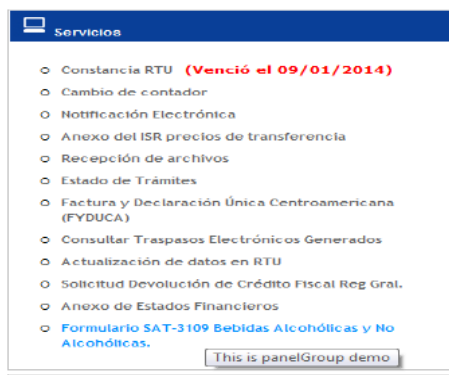 Servicios
Constancia RTU (Venció el 09/01/2014)
Cambio de contador
Notificación Electrónica
Anexo del ISR precios de transferencia
Recepción de archivos
Estado de Trámites
Factura y Declaración Única Centroamericana
(FYDUCA)
Consultar Traspasos Electrónicos Generados
Actualización de datos en RTU
Solicitud Devolución de Crédito Fiscal Reg Gral.
Anexo de Estados Financieros
Formulario SAT-3109 Bebidas Alcohólicas y No
Alcohólicas.
This is panelGroup demo